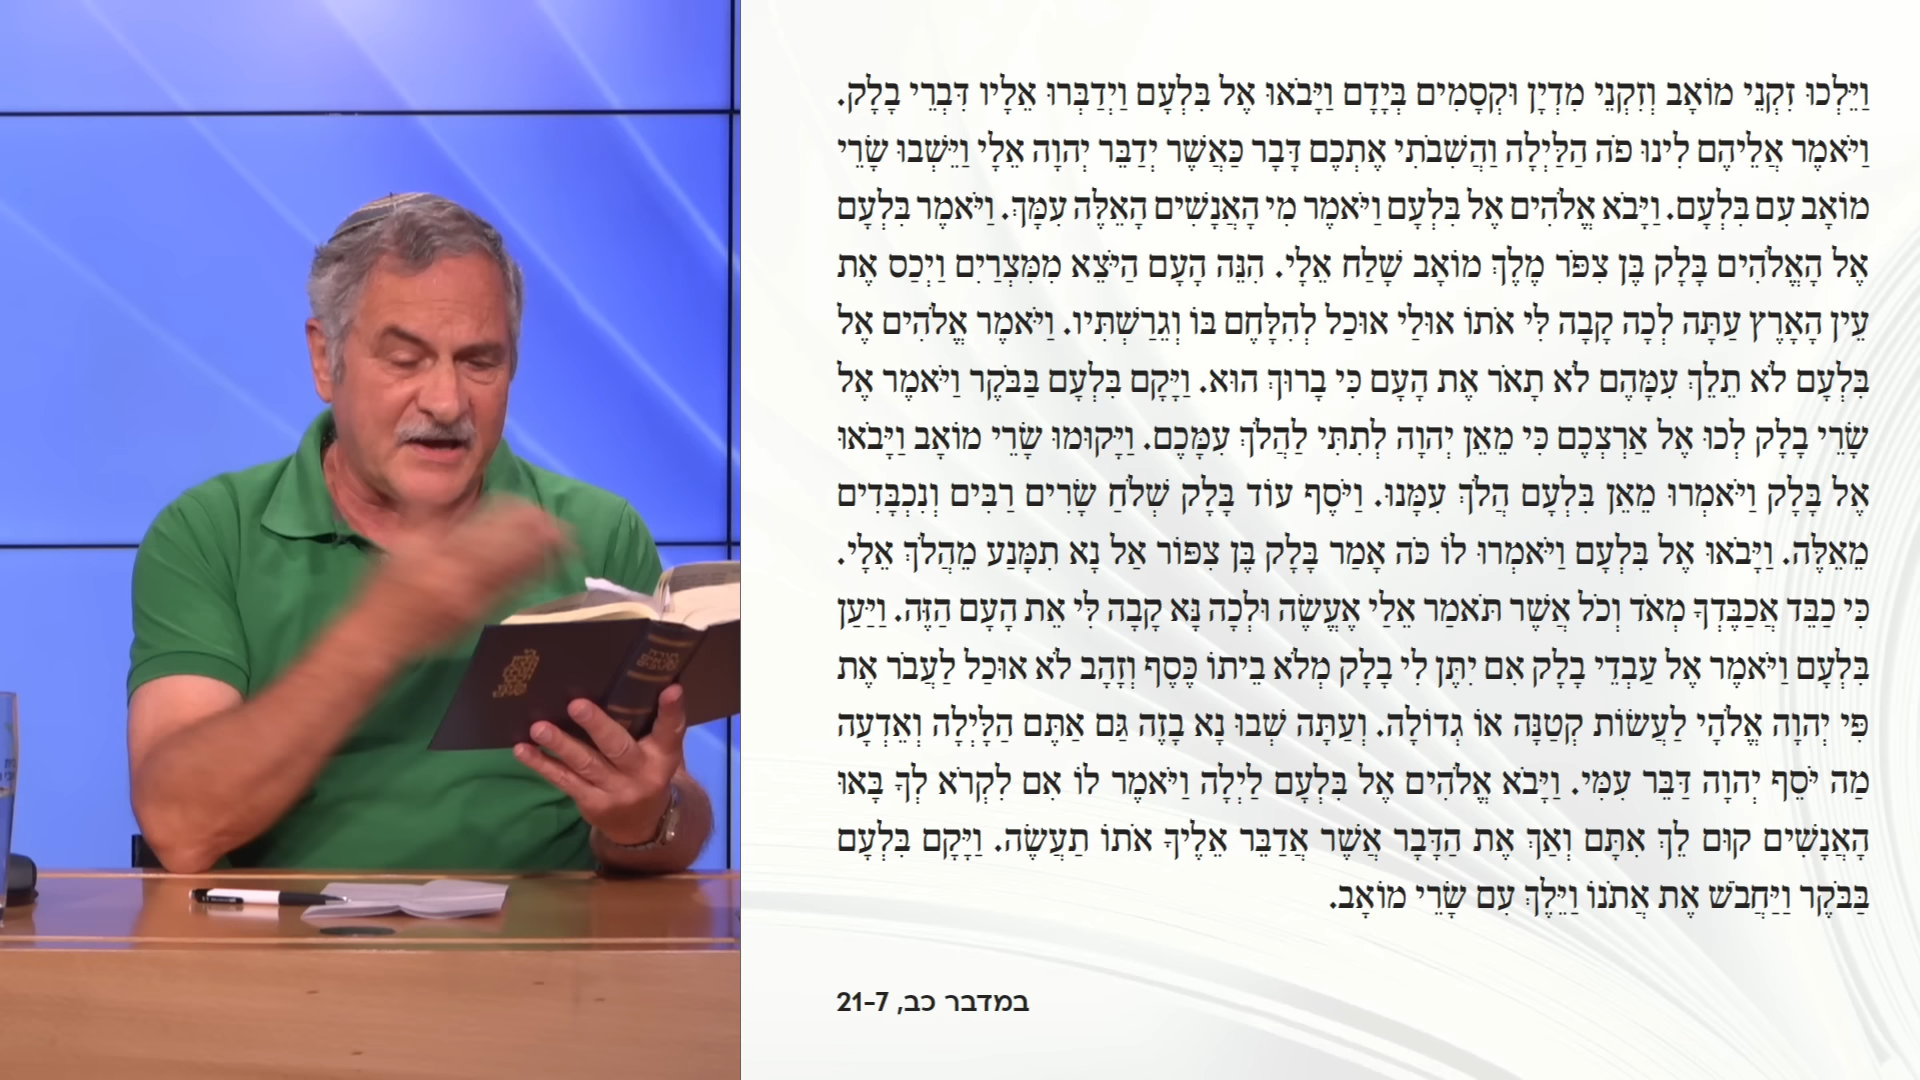 וַיֵּלְכוּ זִקְנֵי מוֹאָב וְזִקְנֵי מִדְיָן וּקְסָמִים בְּיָדָם וַיָּבֹאוּ אֶל בִּלְעָם וַיְדַבְּרוּ אֵלָיו דִּבְרֵי בָלָק.
וַיֹּאמֶר אֲלֵיהֶם לִינוּ פֹה הַלַּיְלָה וַהֲשִׁבֹתִי אֶתְכֶם דָּבָר כַּאֲשֶׁר יְדַבֵּר יְהוָה אֵלָי וַיֵּשְׁבוּ שָׂרֵי
מוֹאָב עִם בִּלְעָם. וַיָּבֹא אֱלֹהִים אֶל בִּלְעָם וַיֹּאמֶר מִי הָאֲנָשִׁים הָאֵלֶּה עִמָּךְ. וַיֹּאמֶר בִּלְעָם
אֶל הָאֱלֹהִים בָּלָק בֶּן צִפֹּר מֶלֶךְ מוֹאָב שָׁלַח אֵלָי. הִנֵּה הָעָם הַיֹּצֵא מִמִּצְרַיִם וַיְכַס אֶת
עֵין הָאָרֶץ עַתָּה לְכָה קָבָה לִּי אֹתוֹ אוּלַי אוּכַל לְהִלָּחֶם בּוֹ וְגֵרַשְׁתִּיו. וַיֹּאמֶר אֱלֹהִים אֶל
בִּלְעָם לֹא תֵלֵךְ עִמָּהֶם לֹא תָאֹר אֶת הָעָם כִּי בָרוּךְ הוּא. וַיָּקָם בִּלְעָם בַּבֹּקֶר וַיֹּאמֶר אֶל
שָׂרֵי בָלָק לְכוּ אֶל אַרְצְכֶם כִּי מֵאֵן יְהוָה לְתִתִּי לַהֲלֹךְ עִמָּכֶם. וַיָּקוּמוּ שָׂרֵי מוֹאָב וַיָּבֹאוּ
אֶל בָּלָק וַיֹּאמְרוּ מֵאֵן בִּלְעָם הֲלֹךְ עִמָּנוּ. וַיֹּסֶף עוֹד בָּלָק שְׁלֹחַ שָׂרִים רַבִּים וְנִכְבָּדִים
מֵאֵלֶּה. וַיָּבֹאוּ אֶל בִּלְעָם וַיֹּאמְרוּ לוֹ כֹּה אָמַר בָּלָק בֶּן צִפּוֹר אַל נָא תִמָּנַע מֵהֲלֹךְ אֵלָי.
כִּי כַבֵּד אֲכַבֶּדְךָ מְאֹד וְכֹל אֲשֶׁר תֹּאמַר אֵלַי אֶעֱשֶׂה וּלְכָה נָּא קָבָה לִּי אֵת הָעָם הַזֶּה. וַיַּעַן
בִּלְעָם וַיֹּאמֶר אֶל עַבְדֵי בָלָק אִם יִתֶּן לִי בָלָק מְלֹא בֵיתוֹ כֶּסֶף וְזָהָב לֹא אוּכַל לַעֲבֹר אֶת
פִּי יְהוָה אֱלֹהָי לַעֲשׂוֹת קְטַנָּה אוֹ גְדוֹלָה. וְעַתָּה שְׁבוּ נָא בָזֶה גַּם אַתֶּם הַלָּיְלָה וְאֵדְעָה
מַה יֹּסֵף יְהוָה דַּבֵּר עִמִּי. וַיָּבֹא אֱלֹהִים אֶל בִּלְעָם לַיְלָה וַיֹּאמֶר לוֹ אִם לִקְרֹא לְךָ בָּאוּ
הָאֲנָשִׁים קוּם לֵךְ אִתָּם וְאַךְ אֶת הַדָּבָר אֲשֶׁר אֲדַבֵּר אֵלֶיךָ אֹתוֹ תַעֲשֶׂה. וַיָּקָם בִּלְעָם
בַּבֹּקֶר וַיַּחֲבֹשׁ אֶת אֲתֹנוֹ וַיֵּלֶךְ עִם שָׂרֵי מוֹאָב.
במדבר כב, 7-21